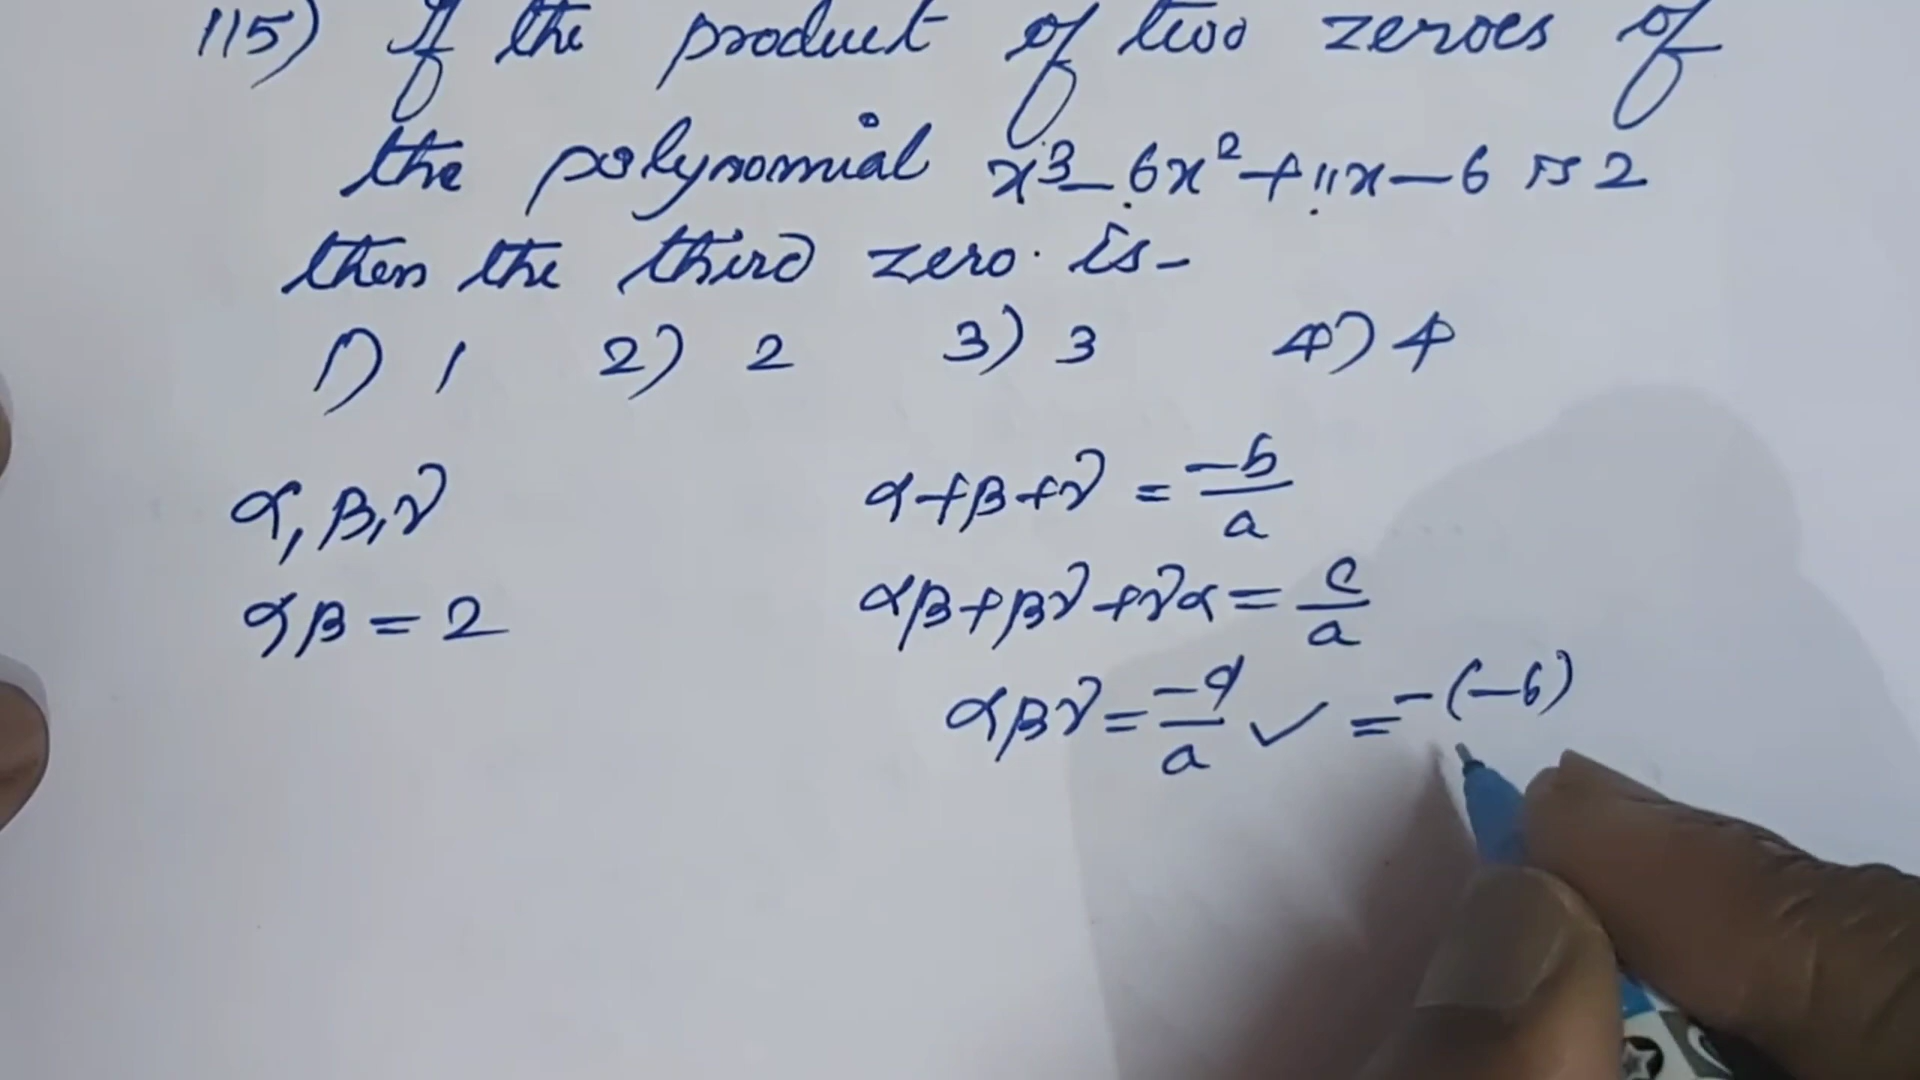 115) If the product of two zeroes of
the polynomial x³-6x²+11x-6 is 2
then the third zero is-
1) 1 2) 2 3) 3 4) 4
α, β, γ
αβ = 2
α+β+γ = -b/a
αβ+βγ+γα = c/a
αβγ = -d/a ✓ = -(-6)